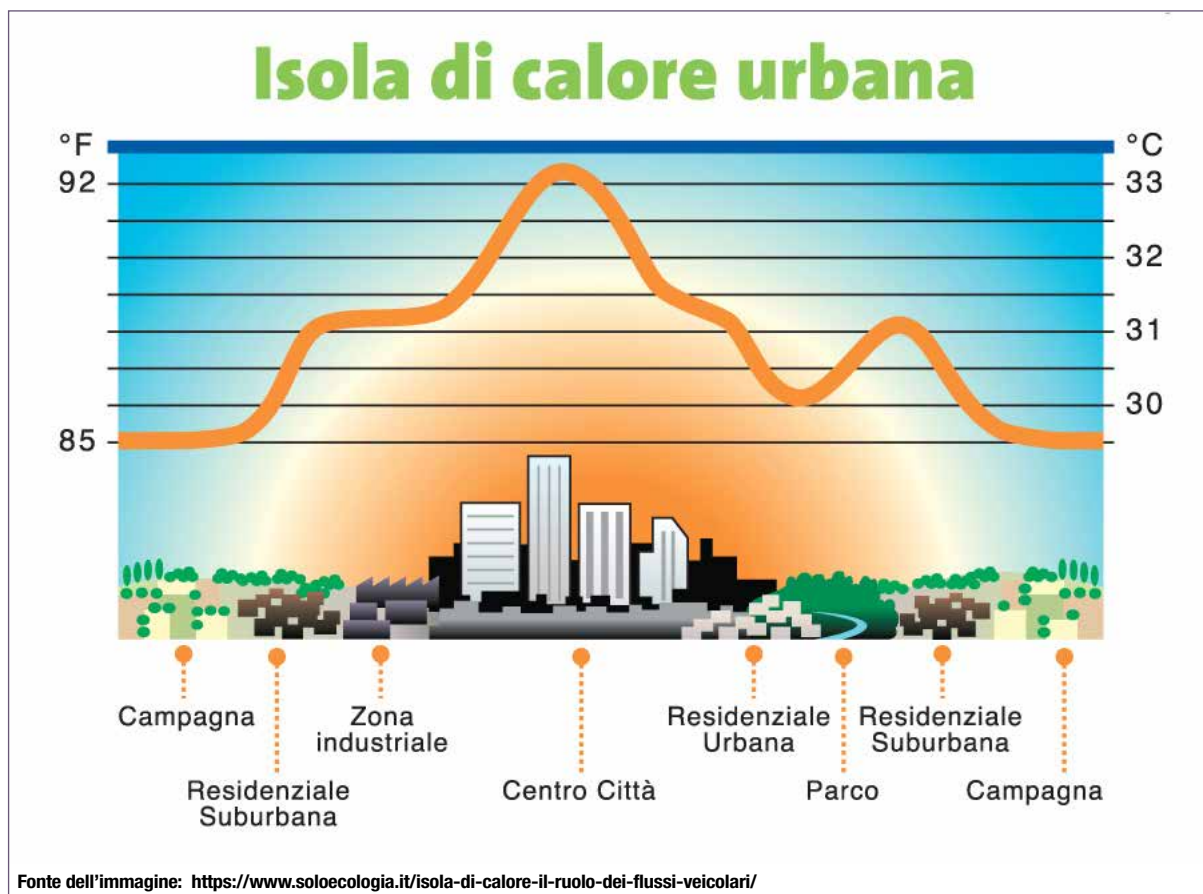 Isola di calore urbana
°F
°C
92
33
32
31
30
85
Campagna
Zona
industriale
Residenziale
Urbana
Residenziale
Suburbana
Residenziale
Suburbana
Centro Città
Parco
Campagna
Fonte dell'immagine: https://www.soloecologia.it/isola-di-calore-il-ruolo-dei-flussi-veicolari/